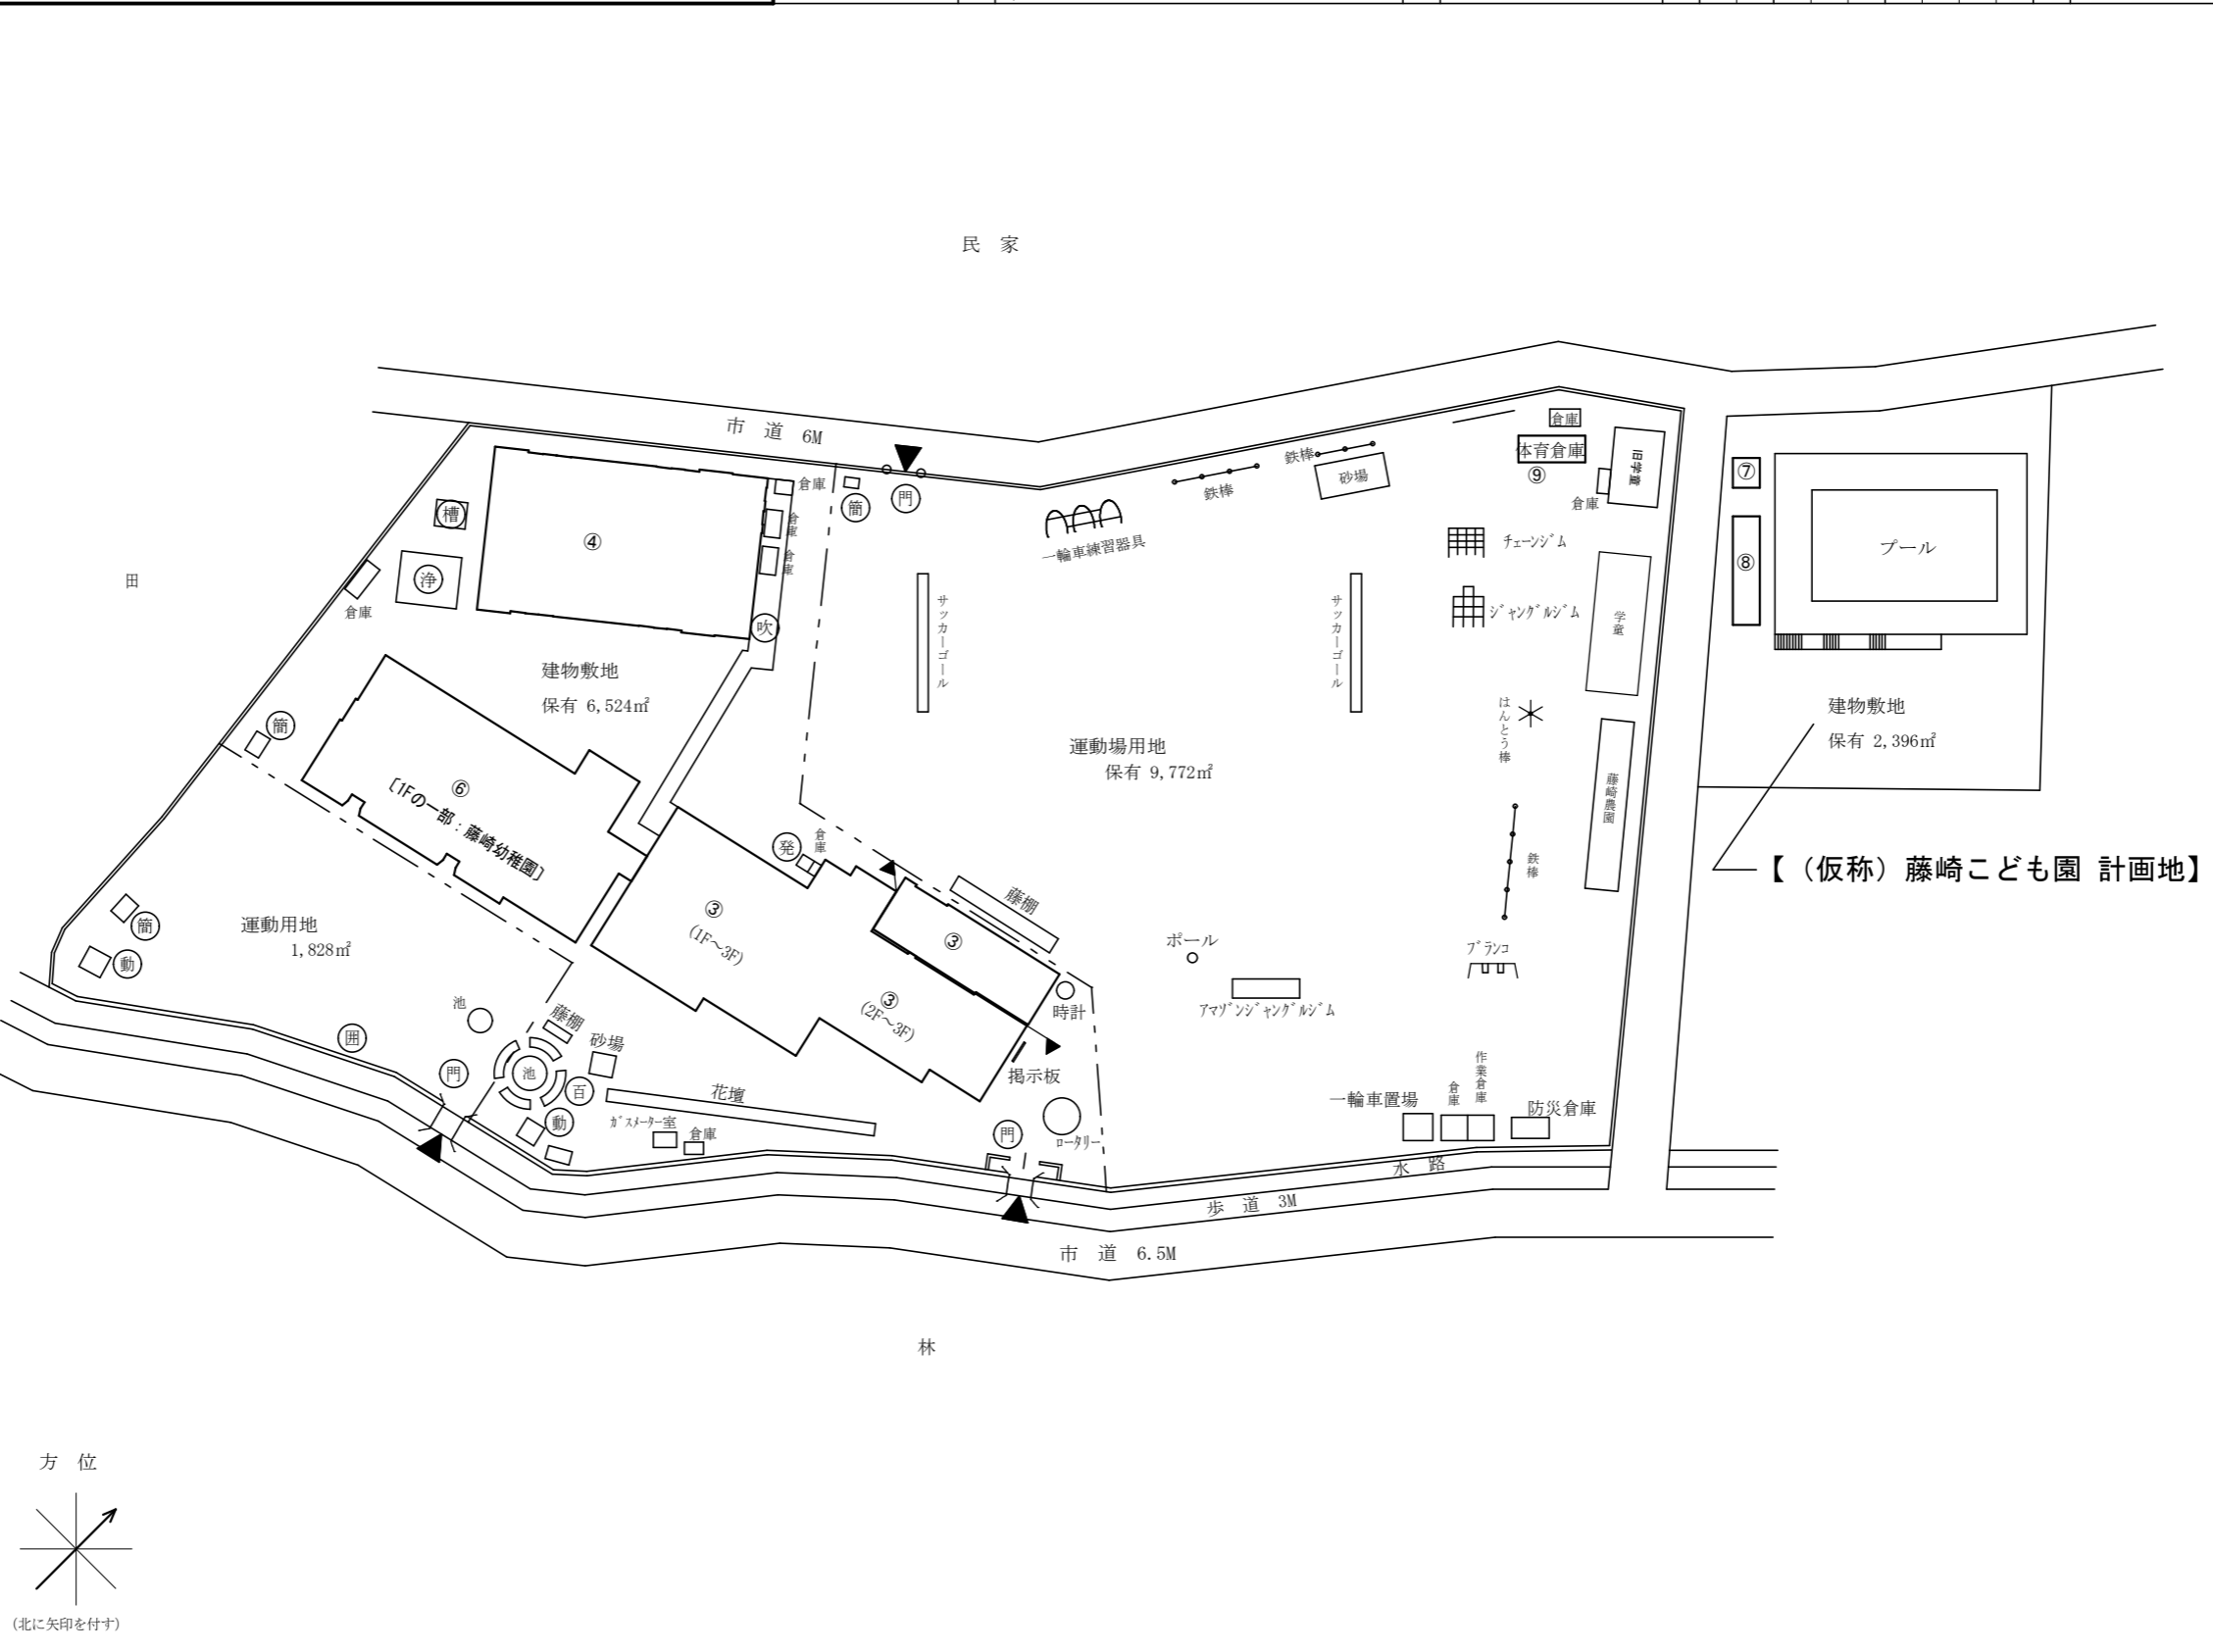 民 家
市 道 6M
倉庫
倉庫
倉庫
簡
門
鉄棒
鉄棒
砂場
一輪車練習器具
倉庫
体育倉庫
⑨
旧学童
倉庫
⑦
⑧
プール
槽
浄
④
倉庫
田
吹
サッカーゴール
サッカーゴール
チェーンジム
ジャングルジム
学童
建物敷地
保有 6,524㎡
はんとう棒
建物敷地
保有 2,396㎡
簡
運動場用地
保有 9,772㎡
藤崎農園
⑥
〔1Fの一部:藤崎幼稚園〕
発
倉庫
鉄棒
【（仮称）藤崎こども園 計画地】
藤棚
③
(1F～3F)
③
簡
動
運動用地
1,828㎡
ポール
ブランコ
③
(2F～3F)
時計
アマゾンジャングルジム
池
藤棚
砂場
囲
門
池
百
掲示板
花壇
動
ガスメーター室
倉庫
門
ロータリー
一輪車置場
倉庫
作業倉庫
防災倉庫
水 路
歩 道 3M
市 道 6.5M
林
方 位
(北に矢印を付す)